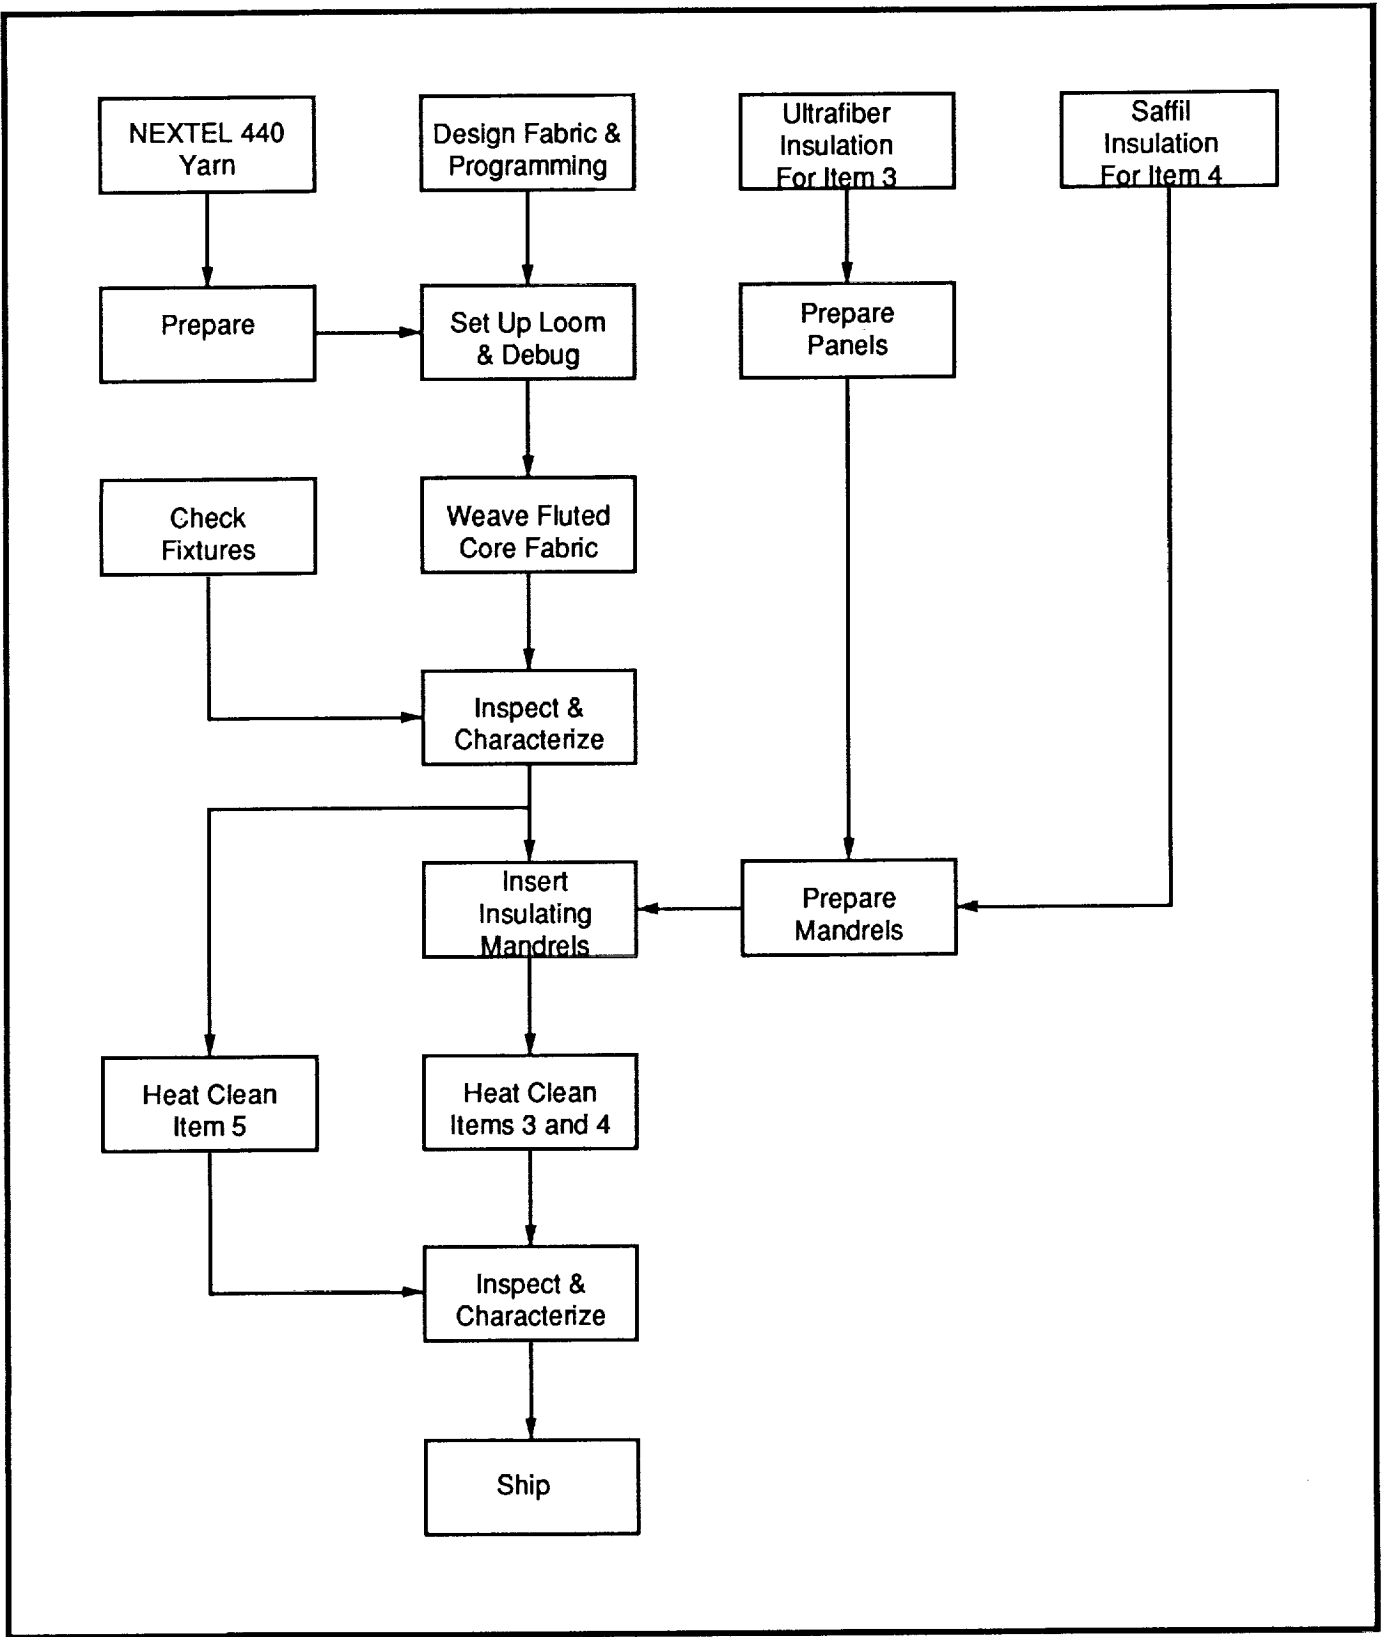 NEXTEL 440
Yarn
Design Fabric &
Programming
Ultrafiber
Insulation
For Item 3
Saffil
Insulation
For Item 4
Prepare
Set Up Loom
& Debug
Prepare
Panels
Check
Fixtures
Weave Fluted
Core Fabric
Inspect &
Characterize
Insert
Insulating
Mandrels
Prepare
Mandrels
Heat Clean
Item 5
Heat Clean
Items 3 and 4
Inspect &
Characterize
Ship